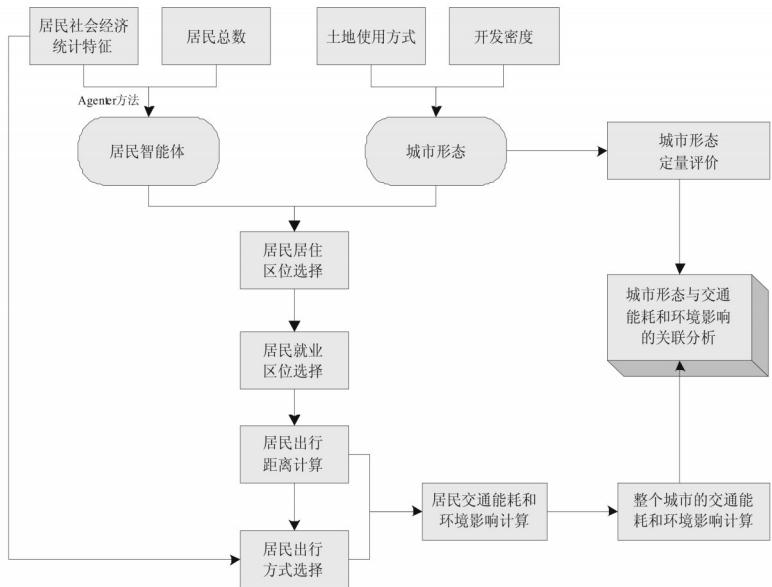 居民社会经济
统计特征
居民总数
土地使用方式
开发密度
Agenter方法
居民智能体
城市形态
城市形态
定量评价
居民居住
区位选择
城市形态与交通
能耗和环境影响
的关联分析
居民就业
区位选择
居民出行
距离计算
居民交通能耗和
环境影响计算
整个城市的交通能
耗和环境影响计算
居民出行
方式选择